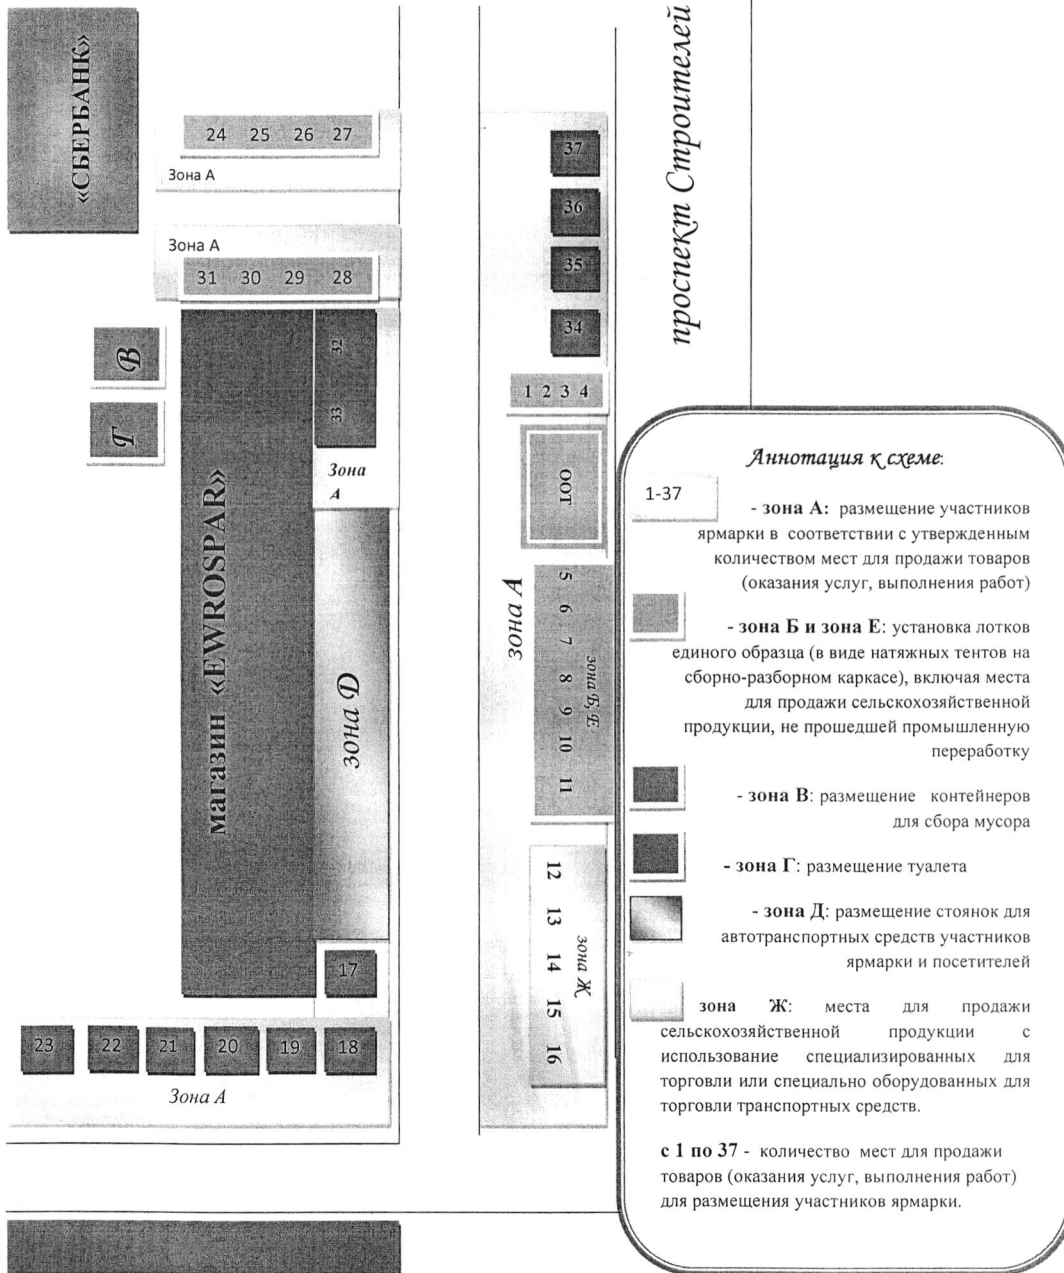 «СБЕРБАНК»
24 25 26 27
Зона А
Зона А
31 30 29 28
В
Г
32
33
Зона
А
магазин «EWROSPAR»
зона Д
17
23 22 21 20 19 18
Зона А
проспект Строителей
37
36
35
34
1 2 3 4
ООТ
зона А
5 6 7 8 9 10 11
зона Б, Е
12 13 14 15 16
зона Ж
Аннотация к схеме:
1-37
- зона А: размещение участников
ярмарки в соответствии с утвержденным
количеством мест для продажи товаров
(оказания услуг, выполнения работ)
- зона Б и зона Е: установка лотков
единого образца (в виде натяжных тентов на
сборно-разборном каркасе), включая места
для продажи сельскохозяйственной
продукции, не прошедшей промышленную
переработку
- зона В: размещение контейнеров
для сбора мусора
- зона Г: размещение туалета
- зона Д: размещение стоянок для
автотранспортных средств участников
ярмарки и посетителей
зона Ж: места для продажи
сельскохозяйственной продукции с
использование специализированных для
торговли или специально оборудованных для
торговли транспортных средств.
с 1 по 37 - количество мест для продажи
товаров (оказания услуг, выполнения работ)
для размещения участников ярмарки.